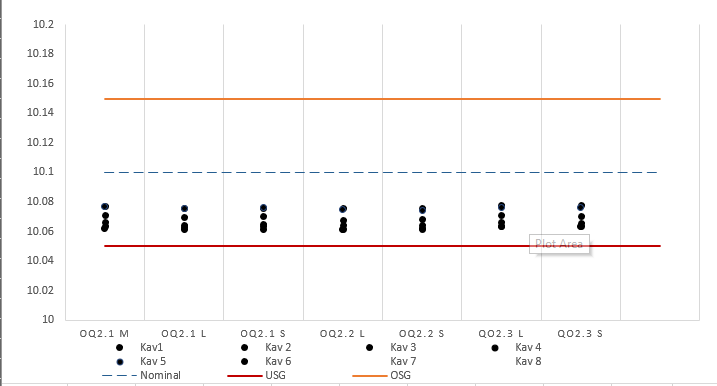 10.2
10.18
10.16
10.14
10.12
10.1
10.08
10.06
10.04
10.02
10
Plot Area
OQ2.1 M OQ2.1 L OQ2.1 S OQ2.2 L OQ2.2 S OQ2.3 L OQ2.3 S
Kav1 Kav 2 Kav 3 Kav 4
Kav 5 Kav 6 Kav 7 Kav 8
Nominal USG OSG